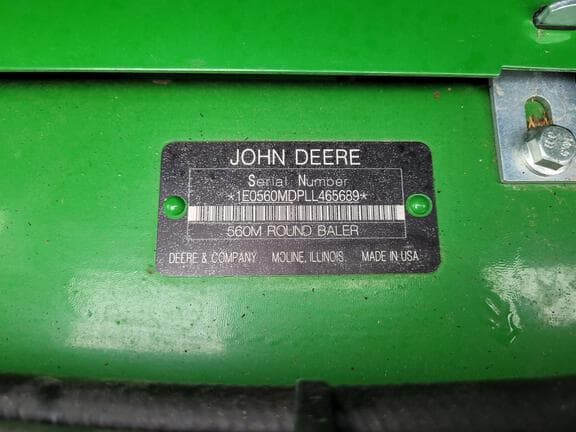 JOHN DEERE
Serial Number
*1E0560MDPLL465689*
560M ROUND BALER
DEERE & COMPANY MOLINE, ILLINOIS MADE IN USA